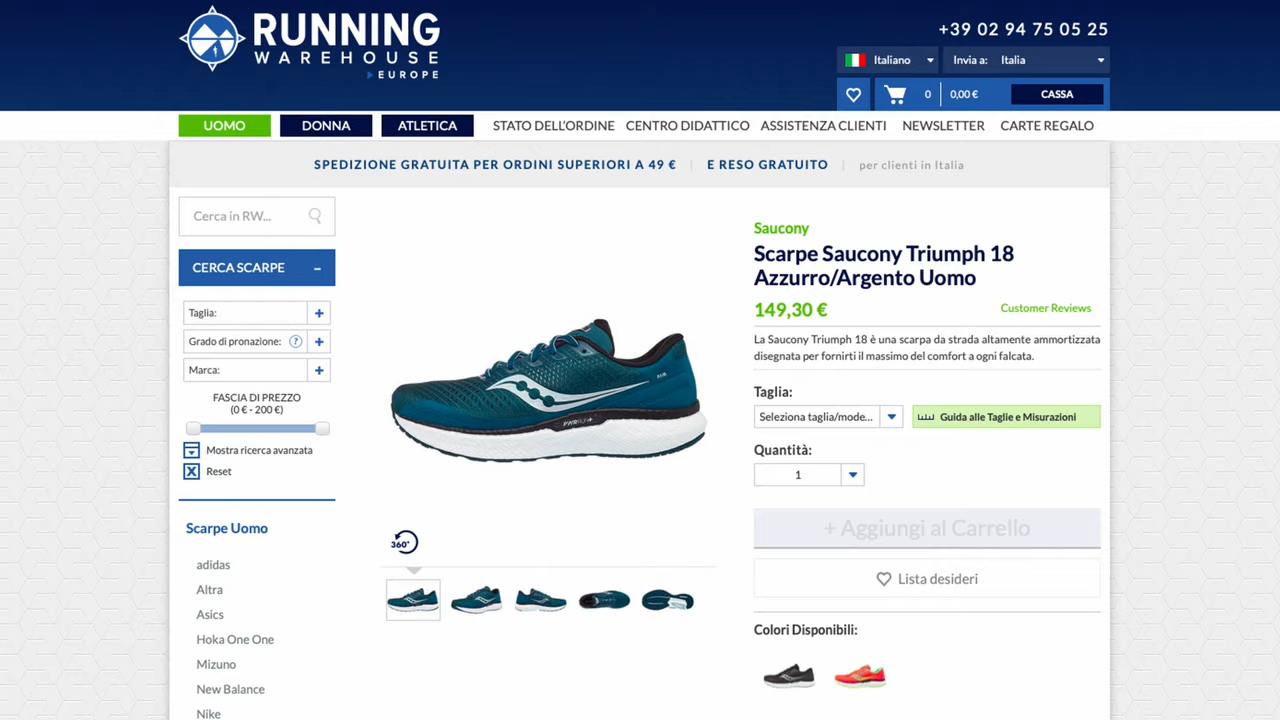 RUNNING
WAREHOUSE
EUROPE
+39 02 94 75 05 25
Italiano
Invia a: Italia
0
0,00 €
CASSA
UOMO
DONNA
ATLETICA
STATO DELL'ORDINE
CENTRO DIDATTICO
ASSISTENZA CLIENTI
NEWSLETTER
CARTE REGALO
SPEDIZIONE GRATUITA PER ORDINI SUPERIORI A 49 € | E RESO GRATUITO | per clienti in Italia
Cerca in RW...
CERCA SCARPE –
Taglia: +
Grado di pronazione: ? +
Marca: +
FASCIA DI PREZZO
(0 € - 200 €)
Mostra ricerca avanzata
Reset
Scarpe Uomo
adidas
Altra
Asics
Hoka One One
Mizuno
New Balance
Nike
PWRRUN+
360°
Saucony
Scarpe Saucony Triumph 18
Azzurro/Argento Uomo
149,30 €
Customer Reviews
La Saucony Triumph 18 è una scarpa da strada altamente ammortizzata
disegnata per fornirti il massimo del comfort a ogni falcata.
Taglia:
Seleziona taglia/mode...
Guida alle Taglie e Misurazioni
Quantità:
1
+ Aggiungi al Carrello
Lista desideri
Colori Disponibili: